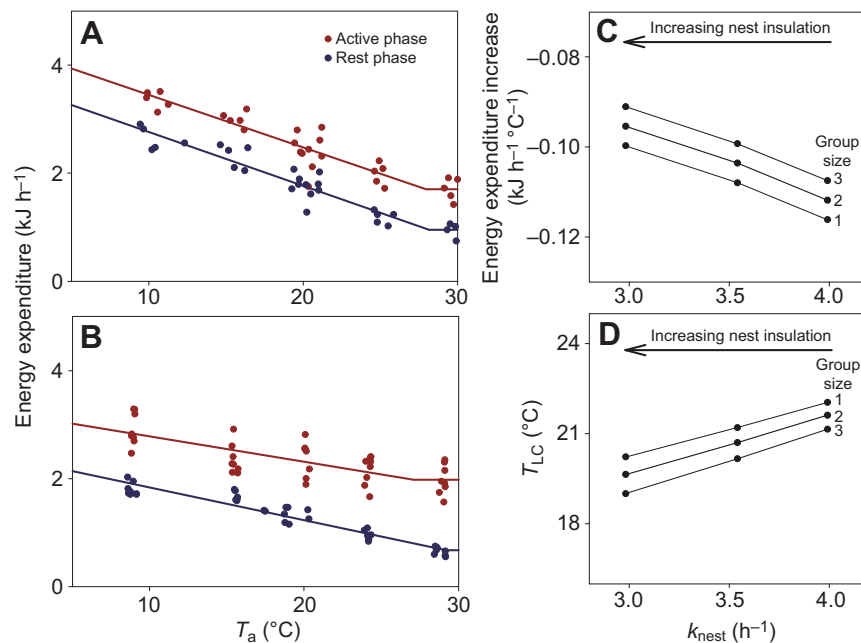 A
Active phase
Rest phase
4
2
0
10
20
30
B
4
2
0
10
20
30
Energy expenditure (kJ h⁻¹)
Tₐ (°C)
C
Increasing nest insulation
−0.08
−0.10
−0.12
Energy expenditure increase
(kJ h⁻¹ °C⁻¹)
Group
size
3
2
1
3.0
3.5
4.0
D
Increasing nest insulation
24
21
18
T_LC (°C)
Group
size
1
2
3
3.0
3.5
4.0
k_nest (h⁻¹)